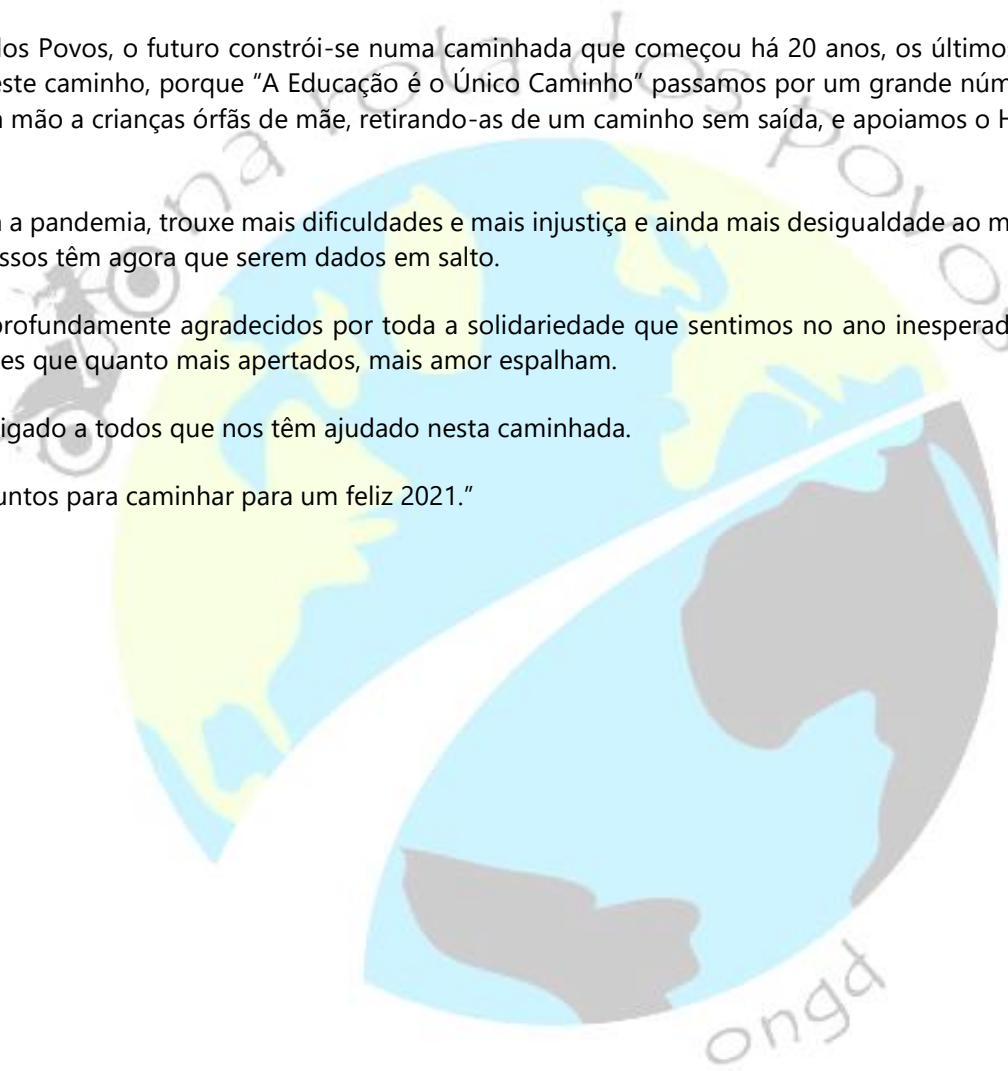 los Povos, o futuro constrói-se numa caminhada que começou há 20 anos, os último
este caminho, porque “A Educação é o Único Caminho” passamos por um grande núm
mão a crianças órfãs de mãe, retirando-as de um caminho sem saída, e apoiamos o H
a pandemia, trouxe mais dificuldades e mais injustiça e ainda mais desigualdade ao m
ssos têm agora que serem dados em salto.
profundamente agradecidos por toda a solidariedade que sentimos no ano inesperad
es que quanto mais apertados, mais amor espalham.
igado a todos que nos têm ajudado nesta caminhada.
untos para caminhar para um feliz 2021.”
na rota dos povos
ongd